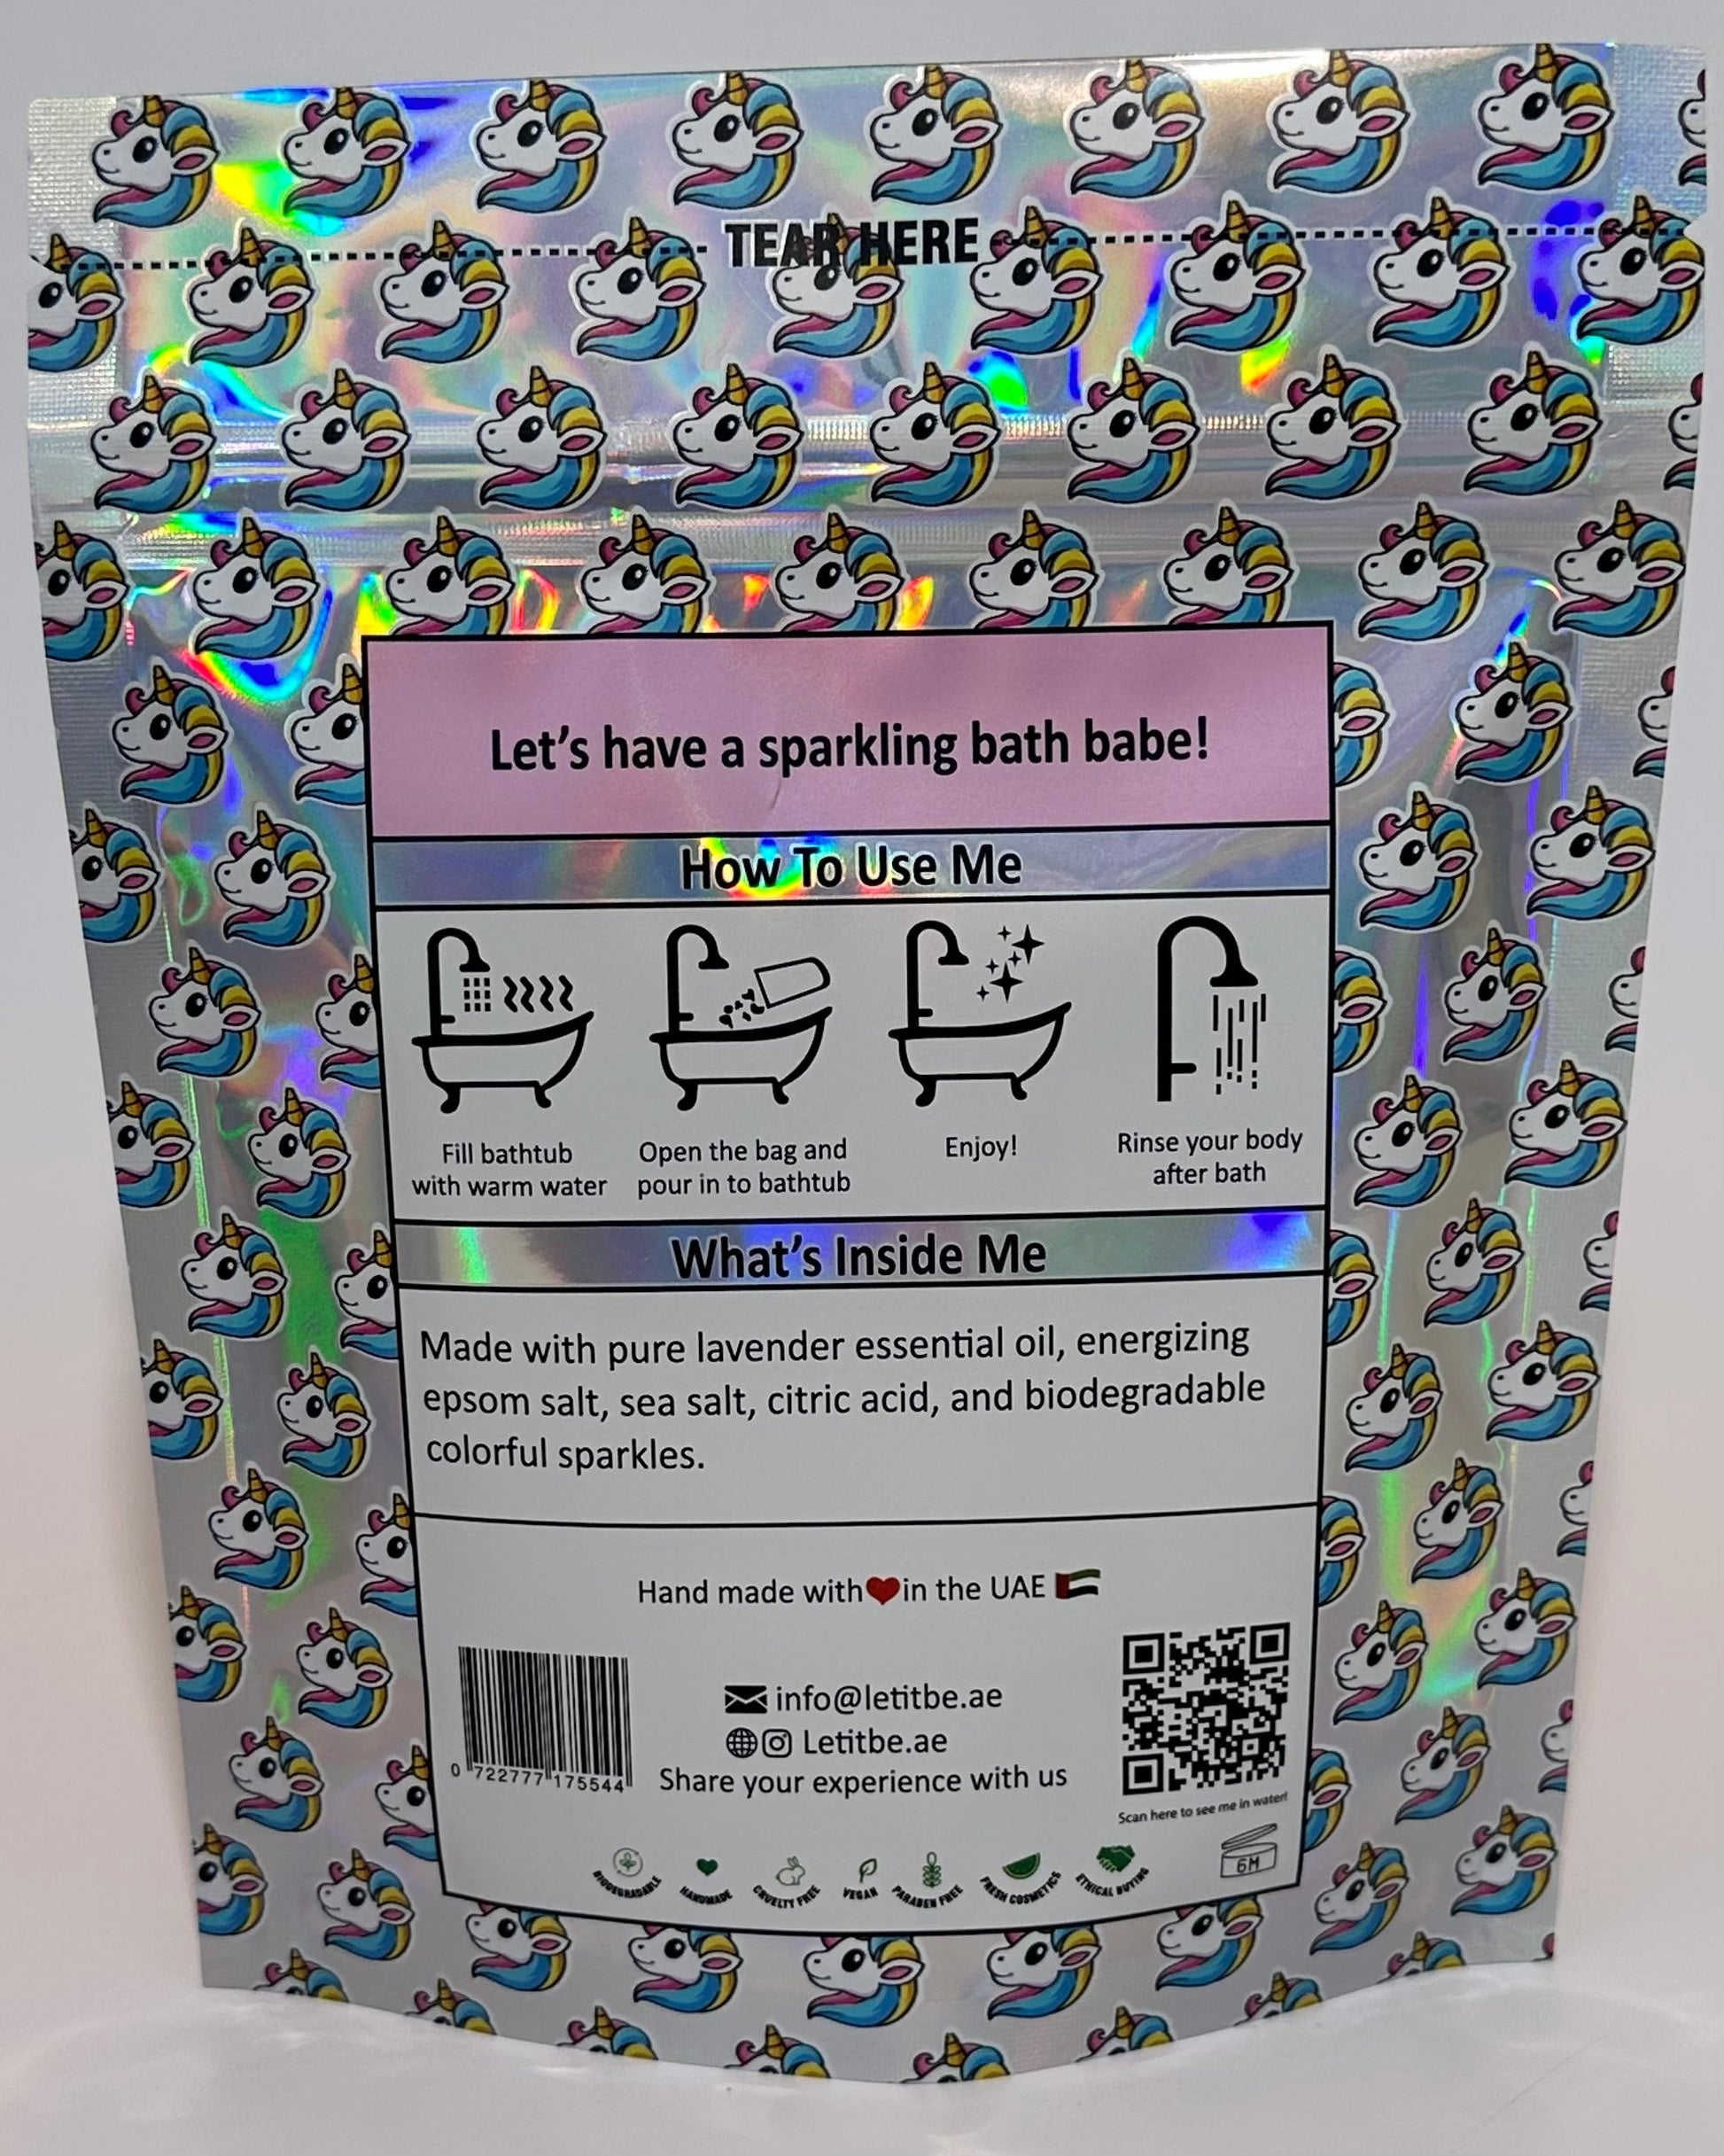 TEAR HERE
Let's have a sparkling bath babe!
How To Use Me
Fill bathtub
with warm water
Open the bag and
pour in to bathtub
Enjoy!
Rinse your body
after bath
What's Inside Me
Made with pure lavender essential oil, energizing
epsom salt, sea salt, citric acid, and biodegradable
colorful sparkles.
Hand made with❤in the UAE 🇦🇪
info@letitbe.ae
Letitbe.ae
Share your experience with us
0 722777 175544
Scan here to see me in water!
BIODEGRADABLE
HANDMADE
CRUELTY FREE
VEGAN
PARABEN FREE
FRESH COSMETICS
ETHICAL BUYING
6M